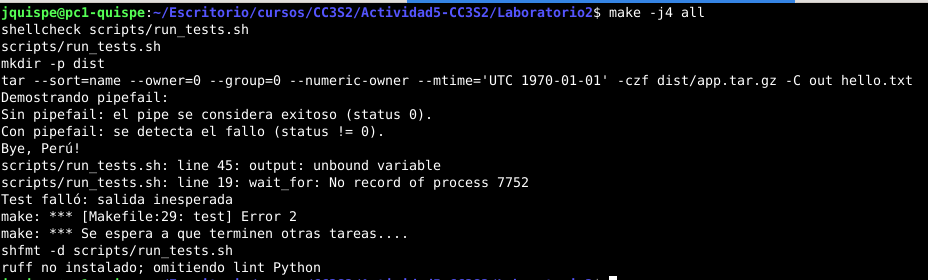 jquispe@pc1-quispe:~/Escritorio/cursos/CC3S2/Actividad5-CC3S2/Laboratorio2$ make -j4 all
shellcheck scripts/run_tests.sh
scripts/run_tests.sh
mkdir -p dist
tar --sort=name --owner=0 --group=0 --numeric-owner --mtime='UTC 1970-01-01' -czf dist/app.tar.gz -C out hello.txt
Demostrando pipefail:
Sin pipefail: el pipe se considera exitoso (status 0).
Con pipefail: se detecta el fallo (status != 0).
Bye, Perú!
scripts/run_tests.sh: line 45: output: unbound variable
scripts/run_tests.sh: line 19: wait_for: No record of process 7752
Test falló: salida inesperada
make: *** [Makefile:29: test] Error 2
make: *** Se espera a que terminen otras tareas....
shfmt -d scripts/run_tests.sh
ruff no instalado; omitiendo lint Python